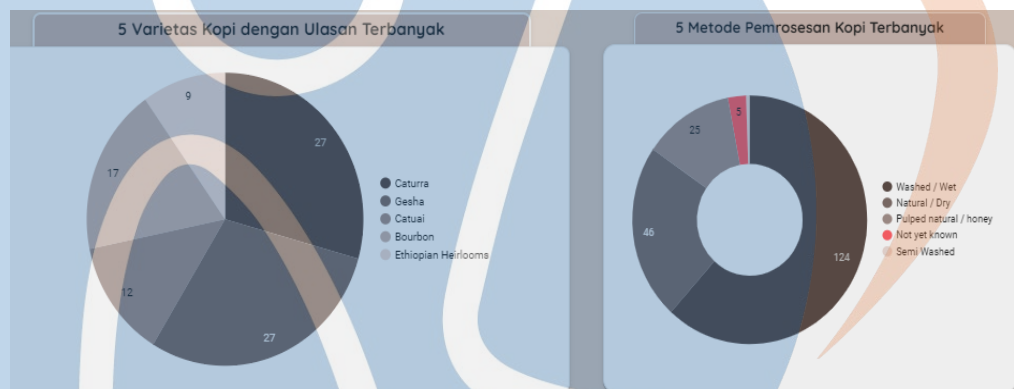 5 Varietas Kopi dengan Ulasan Terbanyak
9
27
17
12
27
Caturra
Gesha
Catuai
Bourbon
Ethiopian Heirlooms
5 Metode Pemrosesan Kopi Terbanyak
5
25
46
124
Washed / Wet
Natural / Dry
Pulped natural / honey
Not yet known
Semi Washed